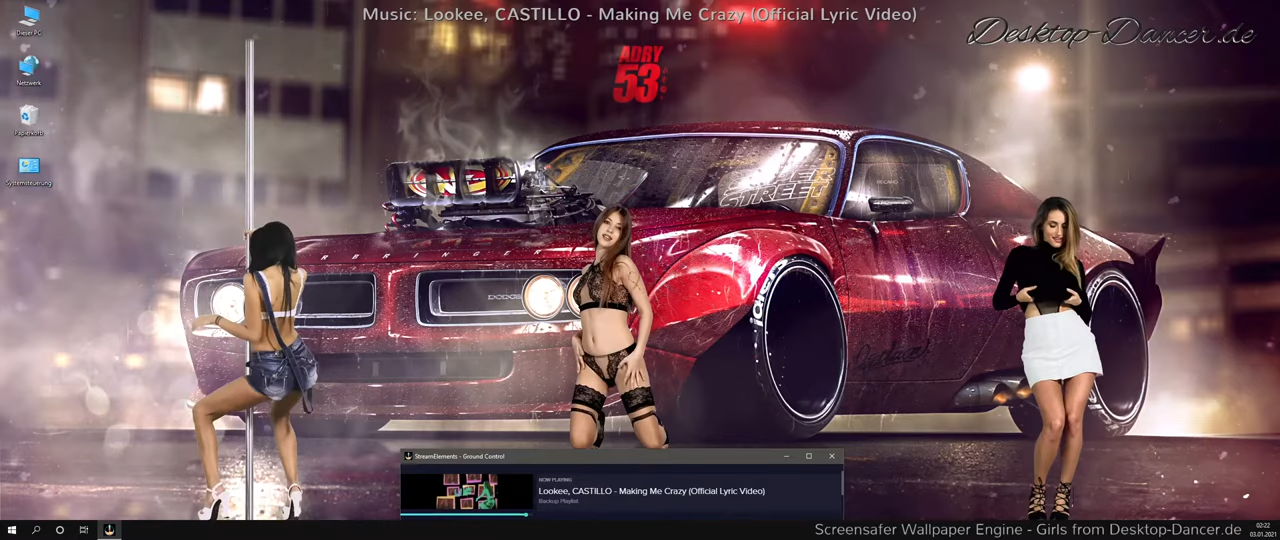 Music: Lookee, CASTILLO - Making Me Crazy (Official Lyric Video)
Desktop-Dancer.de
Dieser PC
Netzwerk
Papierkorb
Systemsteuerung
ADRY
53
STREET
DODGE
StreamElements - Ground Control
NOW PLAYING
Lookee, CASTILLO - Making Me Crazy (Official Lyric Video)
Backup Playlist
Screensafer Wallpaper Engine - Girls from Desktop-Dancer.de
02:22
03.01.2021